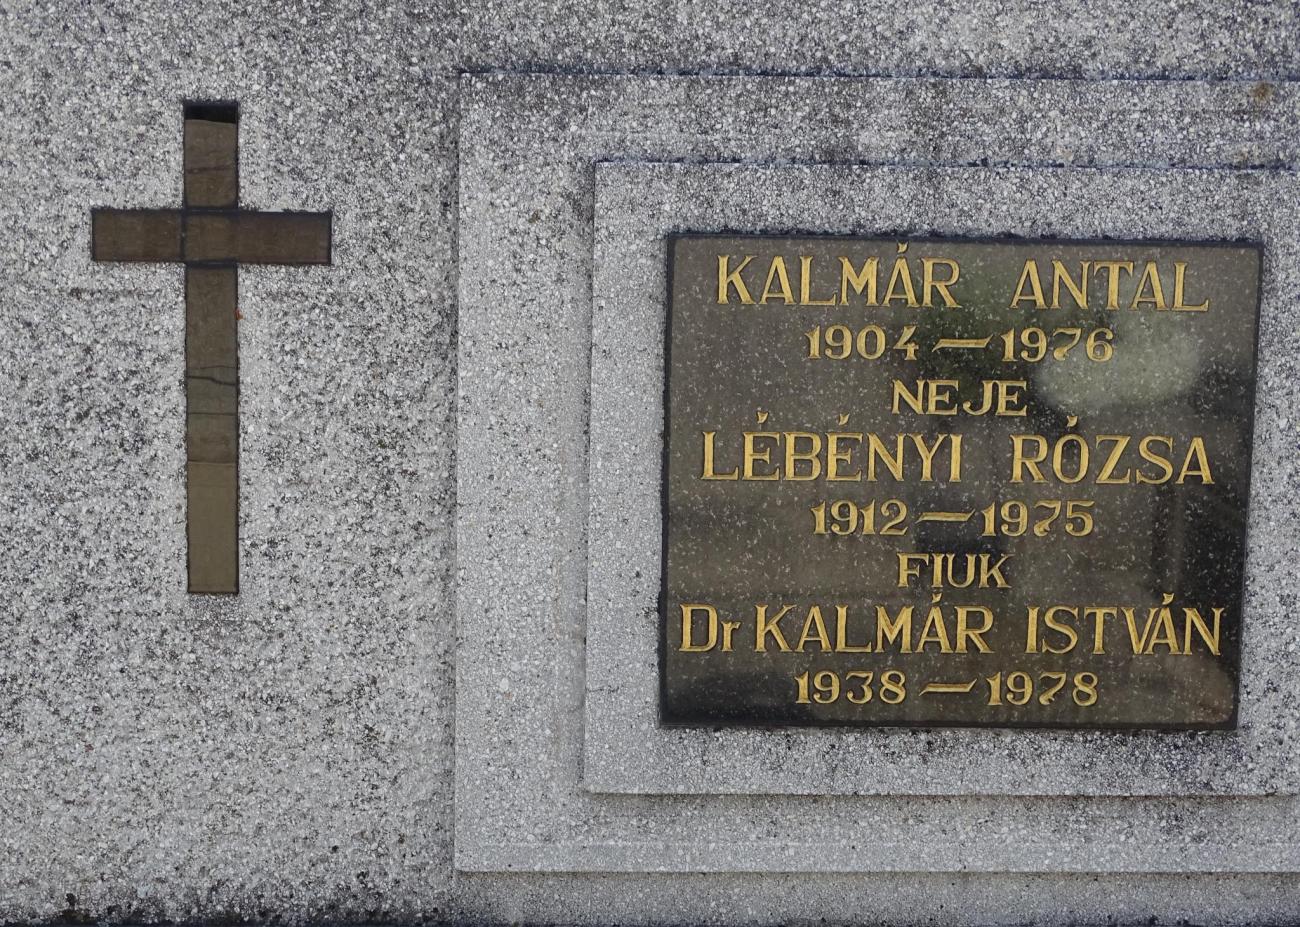 KALMÁR ANTAL
1904 — 1976
NEJE
LÉBÉNYI RÓZSA
1912 — 1975
FIUK
Dr KALMÁR ISTVÁN
1938 — 1978